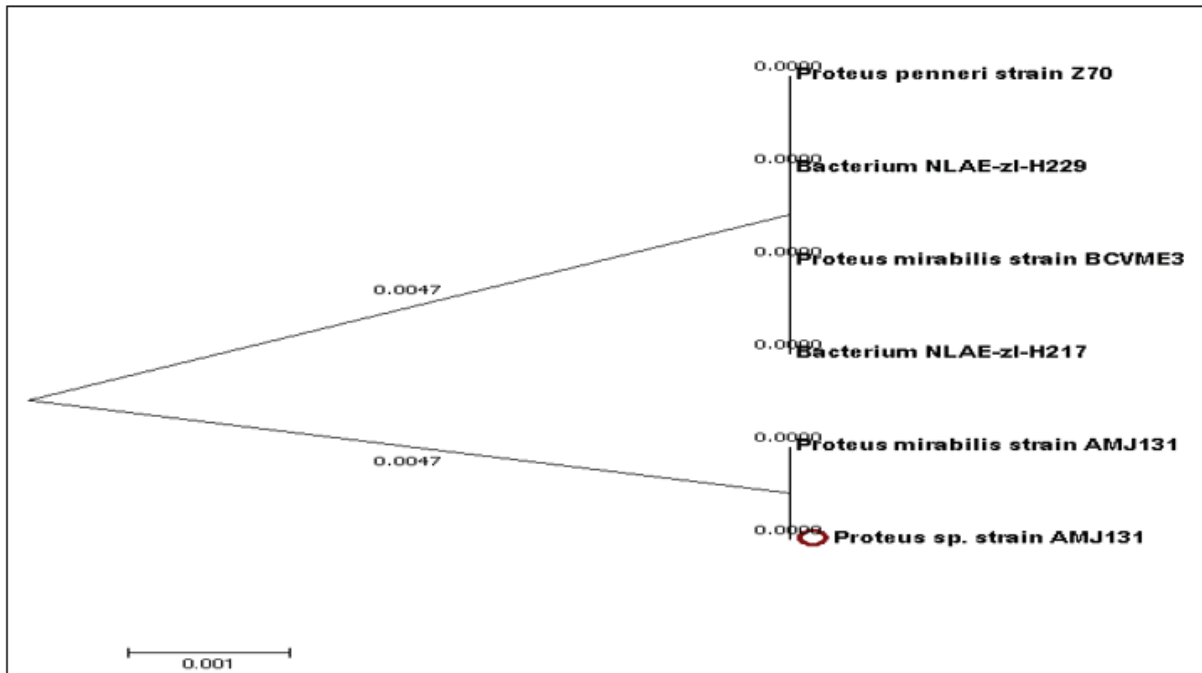 0.0000
Proteus penneri strain Z70
0.0000
Bacterium NLAE-zl-H229
0.0000
Proteus mirabilis strain BCVME3
0.0047
0.0000
Bacterium NLAE-zl-H217
0.0000
Proteus mirabilis strain AMJ131
0.0047
0.0000
Proteus sp. strain AMJ131
0.001